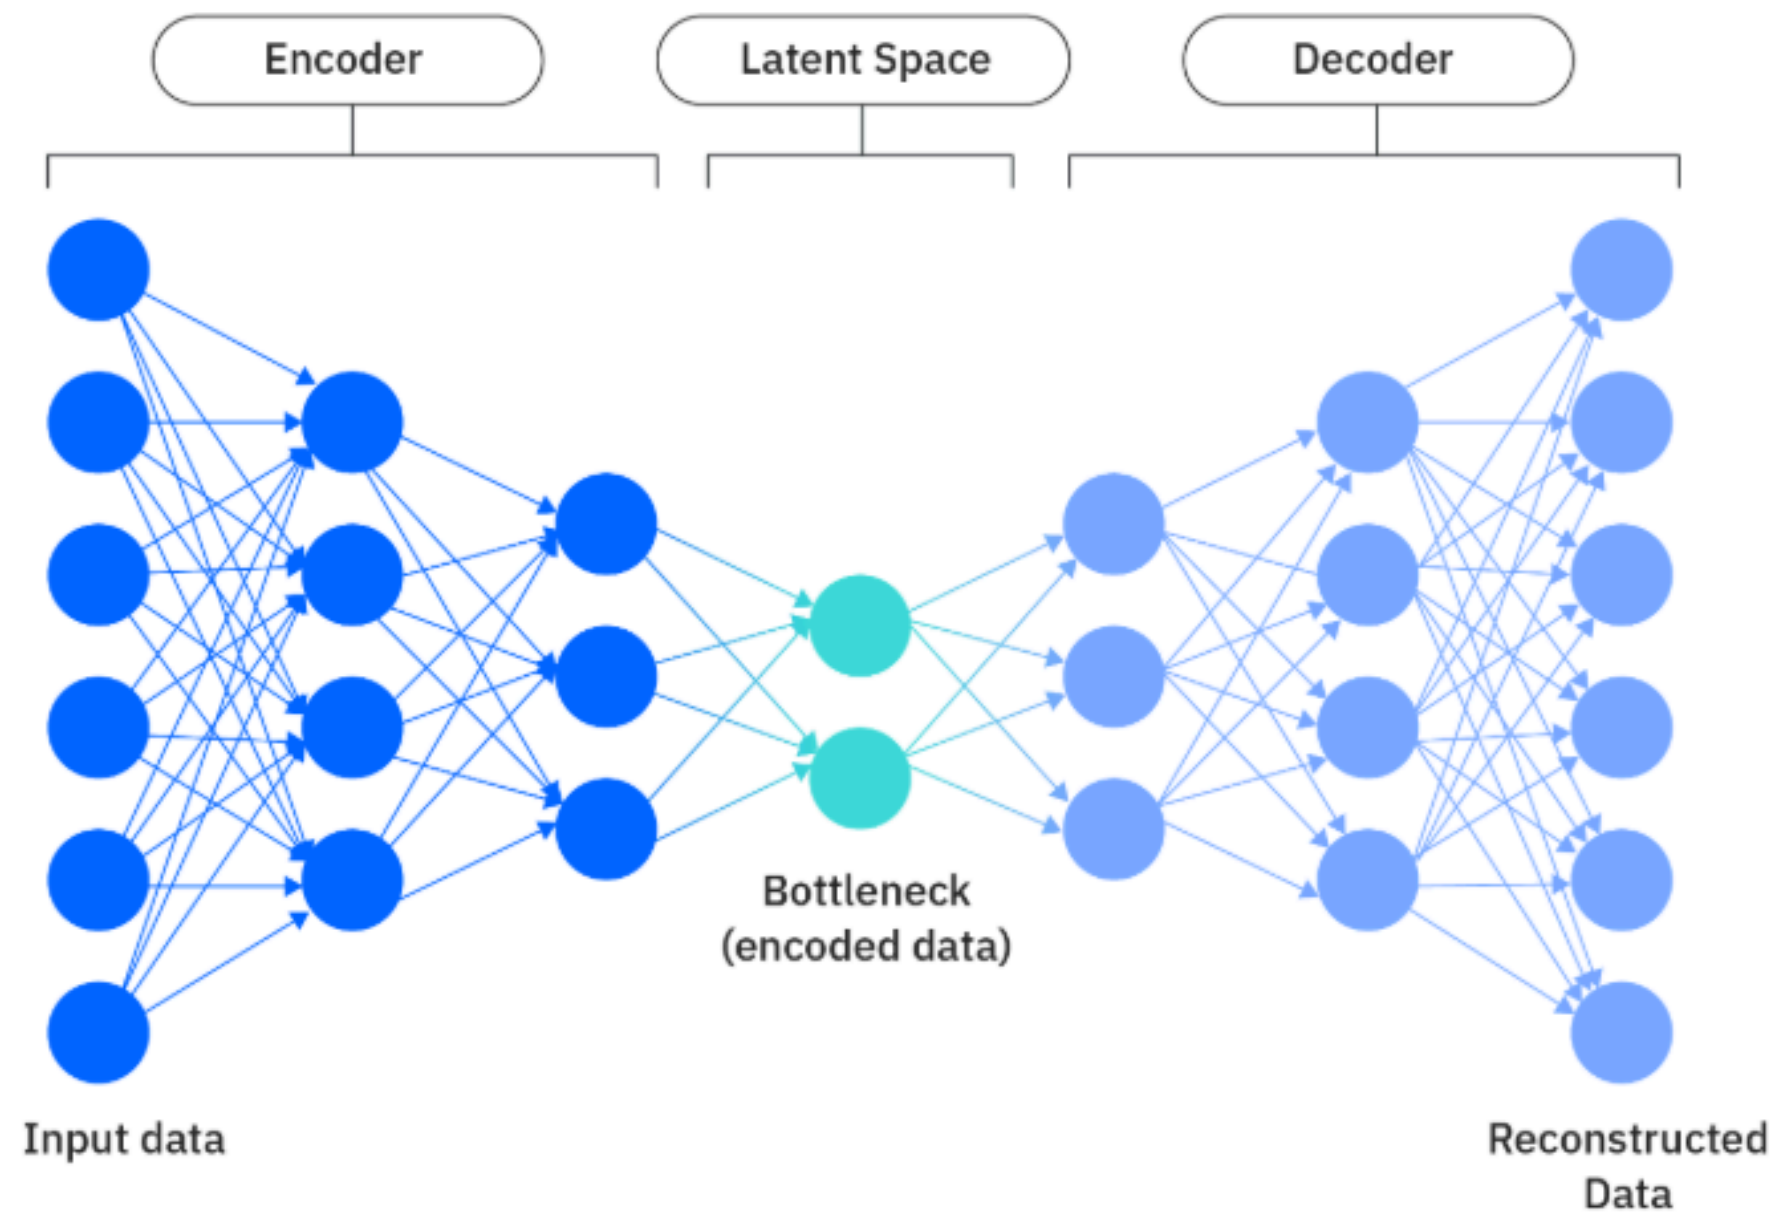 Encoder
Latent Space
Decoder
Bottleneck
(encoded data)
Input data
Reconstructed
Data